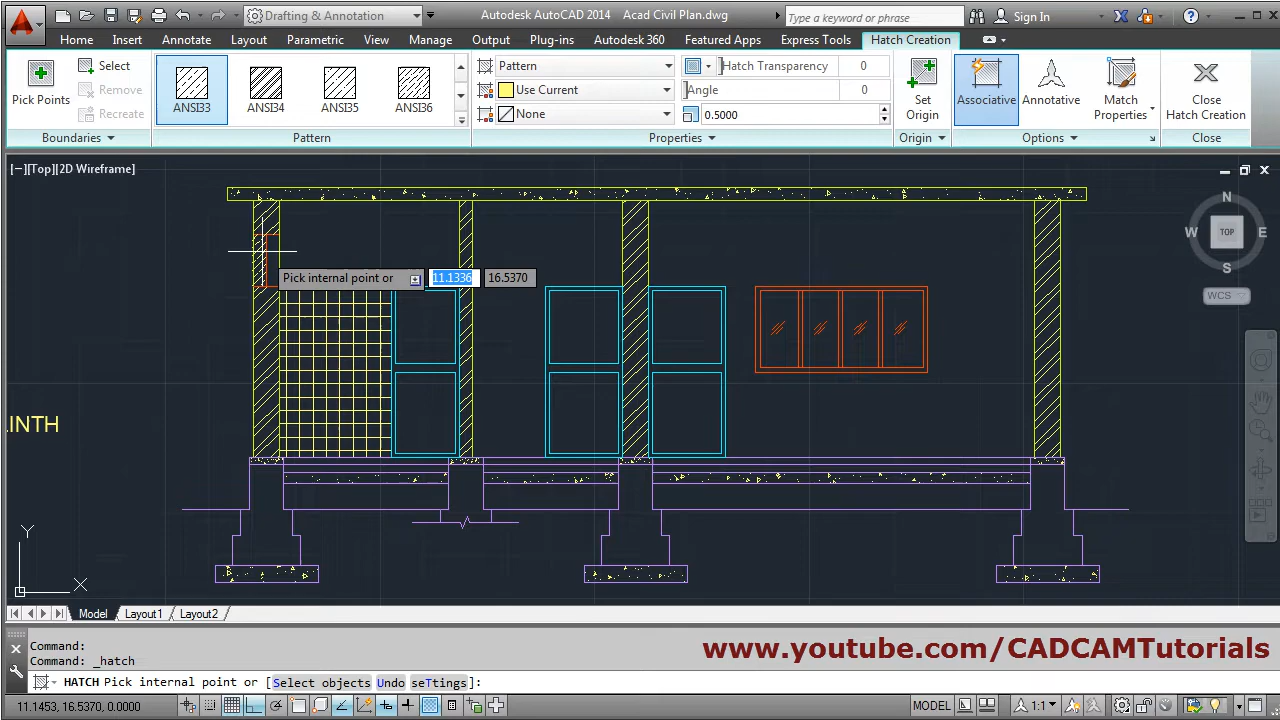 Drafting & Annotation
Autodesk AutoCAD 2014 Acad Civil Plan.dwg
Type a keyword or phrase
Sign In
Home Insert Annotate Layout Parametric View Manage Output Plug-ins Autodesk 360 Featured Apps Express Tools Hatch Creation
Pick Points
Select
Remove
Recreate
Boundaries
ANSI33
ANSI34
ANSI35
ANSI36
Pattern
Pattern
Use Current
None
Hatch Transparency 0
Angle 0
0.5000
Properties
Set Origin
Origin
Associative
Annotative
Match Properties
Options
Close Hatch Creation
Close
[−][Top][2D Wireframe]
N
W TOP E
S
WCS
Pick internal point or 11.1336 16.5370
INTH
Y
X
Model Layout1 Layout2
Command:
Command: _hatch
www.youtube.com/CADCAMTutorials
HATCH Pick internal point or [Select objects Undo seTtings]:
11.1453, 16.5370, 0.0000
MODEL
1:1